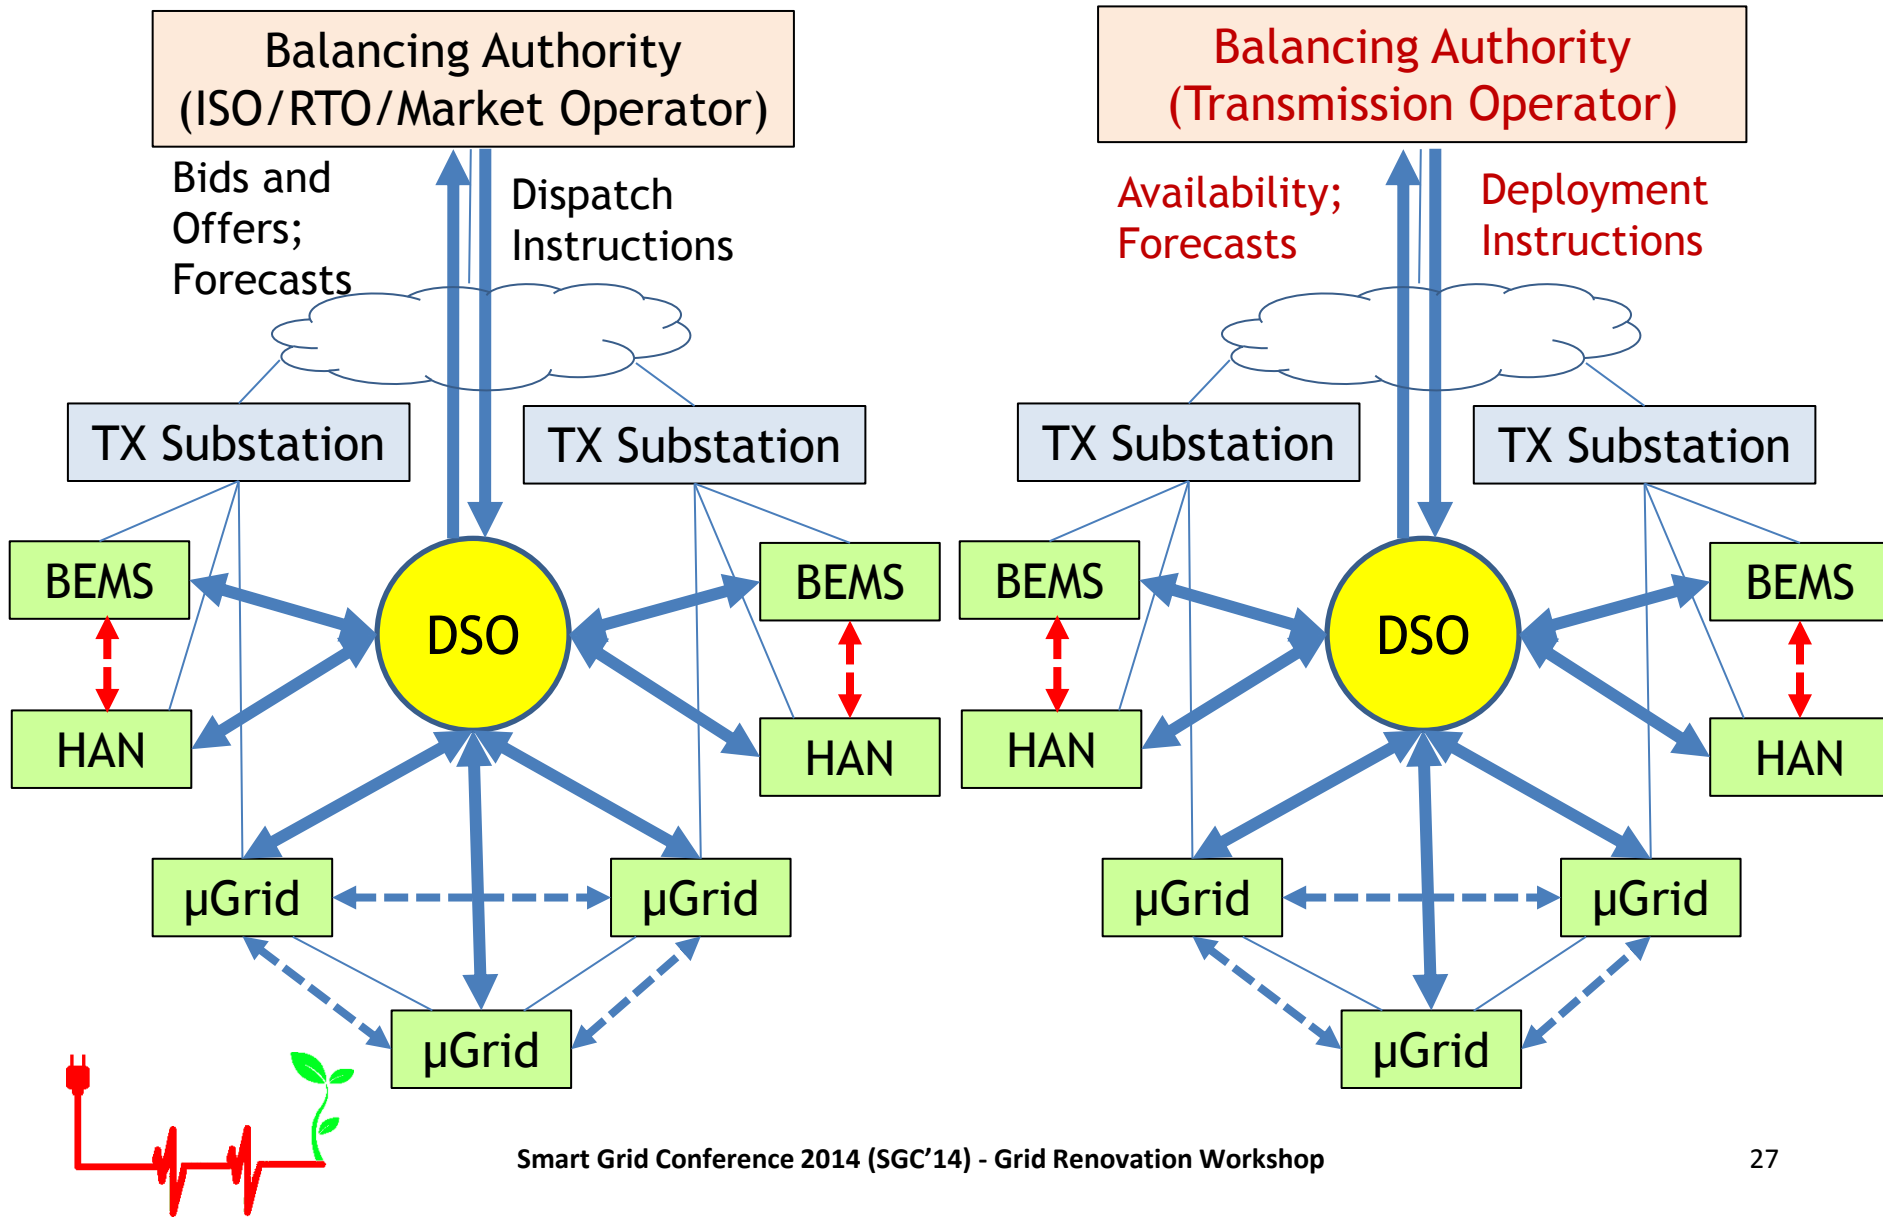 Balancing Authority
(ISO/RTO/Market Operator)
Bids and
Offers;
Forecasts
Dispatch
Instructions
TX Substation
TX Substation
BEMS
BEMS
DSO
HAN
HAN
µGrid
µGrid
µGrid
Balancing Authority
(Transmission Operator)
Availability;
Forecasts
Deployment
Instructions
TX Substation
TX Substation
BEMS
BEMS
DSO
HAN
HAN
µGrid
µGrid
µGrid
Smart Grid Conference 2014 (SGC’14) - Grid Renovation Workshop
27